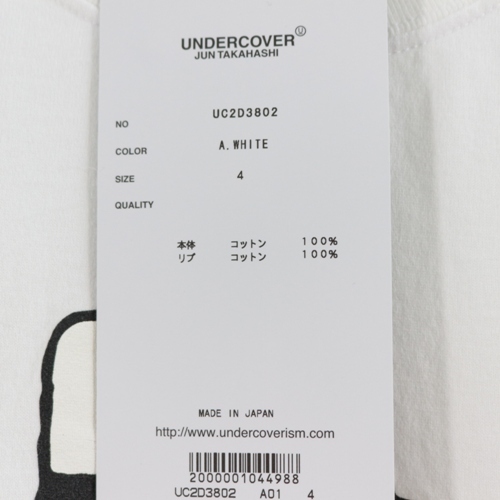 UNDERCOVER Ⓤ
JUN TAKAHASHI
NO UC2D3802
COLOR A.WHITE
SIZE 4
QUALITY
本体 コットン 100%
リブ コットン 100%
MADE IN JAPAN
http://www.undercoverism.com
2000001044988
UC2D3802 A01 4